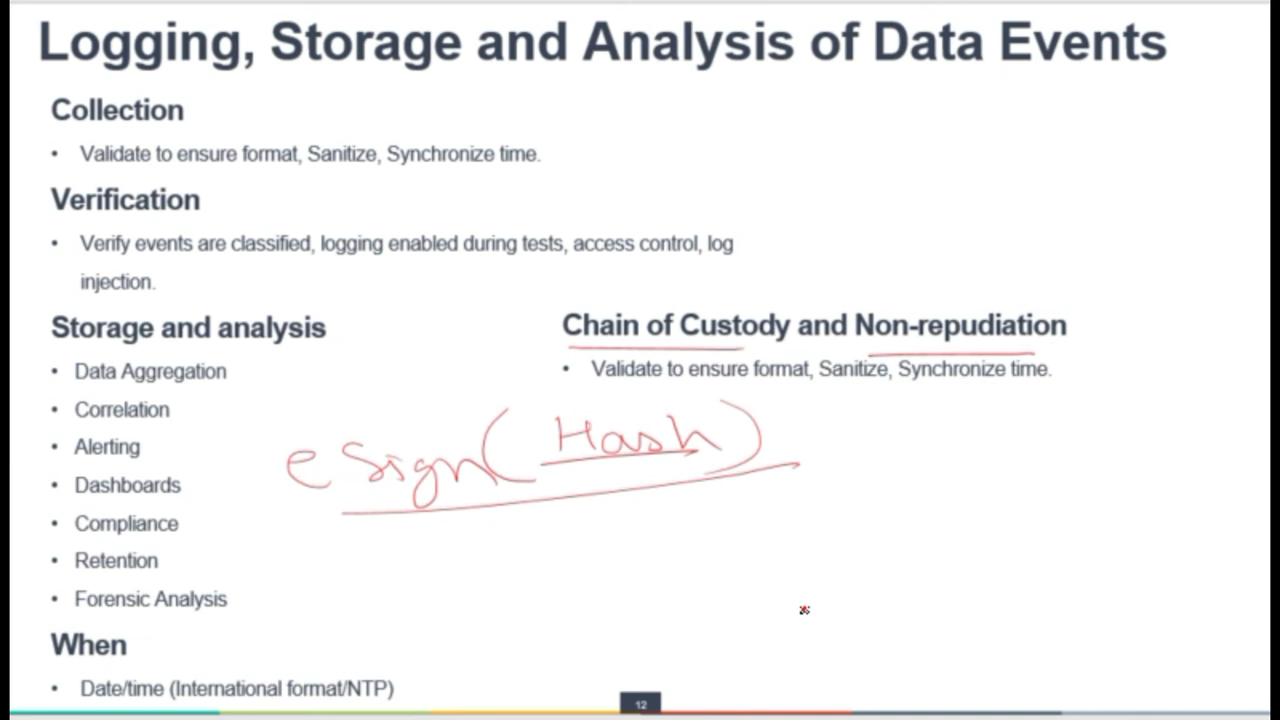 Logging, Storage and Analysis of Data Events
Collection
• Validate to ensure format, Sanitize, Synchronize time.
Verification
• Verify events are classified, logging enabled during tests, access control, log
injection.
Storage and analysis
• Data Aggregation
• Correlation
• Alerting
• Dashboards
• Compliance
• Retention
• Forensic Analysis
When
• Date/time (International format/NTP)
Chain of Custody and Non-repudiation
• Validate to ensure format, Sanitize, Synchronize time.
e Sign(Hash)
12